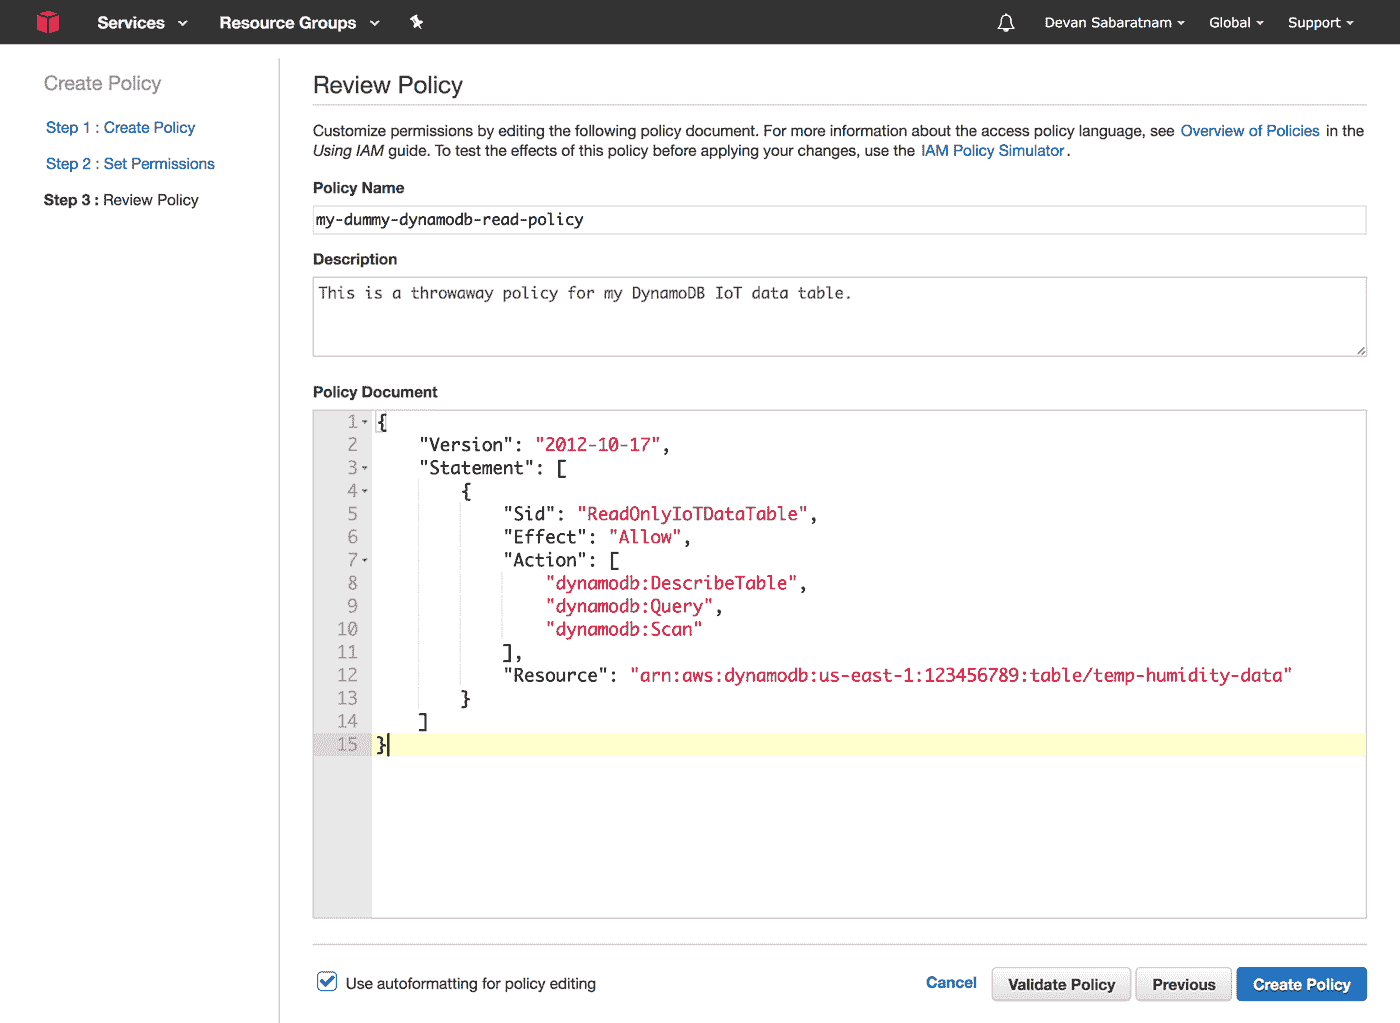 Services Resource Groups Devan Sabaratnam Global Support
Create Policy
Step 1 : Create Policy
Step 2 : Set Permissions
Step 3 : Review Policy
Review Policy
Customize permissions by editing the following policy document. For more information about the access policy language, see Overview of Policies in the
Using IAM guide. To test the effects of this policy before applying your changes, use the IAM Policy Simulator.
Policy Name
my-dummy-dynamodb-read-policy
Description
This is a throwaway policy for my DynamoDB IoT data table.
Policy Document
1 {
2 "Version": "2012-10-17",
3 "Statement": [
4 {
5 "Sid": "ReadOnlyIoTDataTable",
6 "Effect": "Allow",
7 "Action": [
8 "dynamodb:DescribeTable",
9 "dynamodb:Query",
10 "dynamodb:Scan"
11 ],
12 "Resource": "arn:aws:dynamodb:us-east-1:123456789:table/temp-humidity-data"
13 }
14 ]
15 }
Use autoformatting for policy editing
Cancel Validate Policy Previous Create Policy